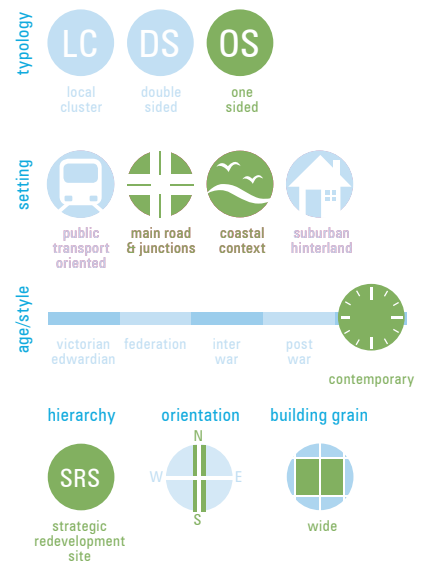 typology
LC
DS
OS
local
cluster
double
sided
one
sided
setting
public
transport
oriented
main road
& junctions
coastal
context
suburban
hinterland
age/style
victorian
edwardian
federation
inter
war
post
war
contemporary
hierarchy
orientation
building grain
SRS
N
W
E
S
strategic
redevelopment
site
wide